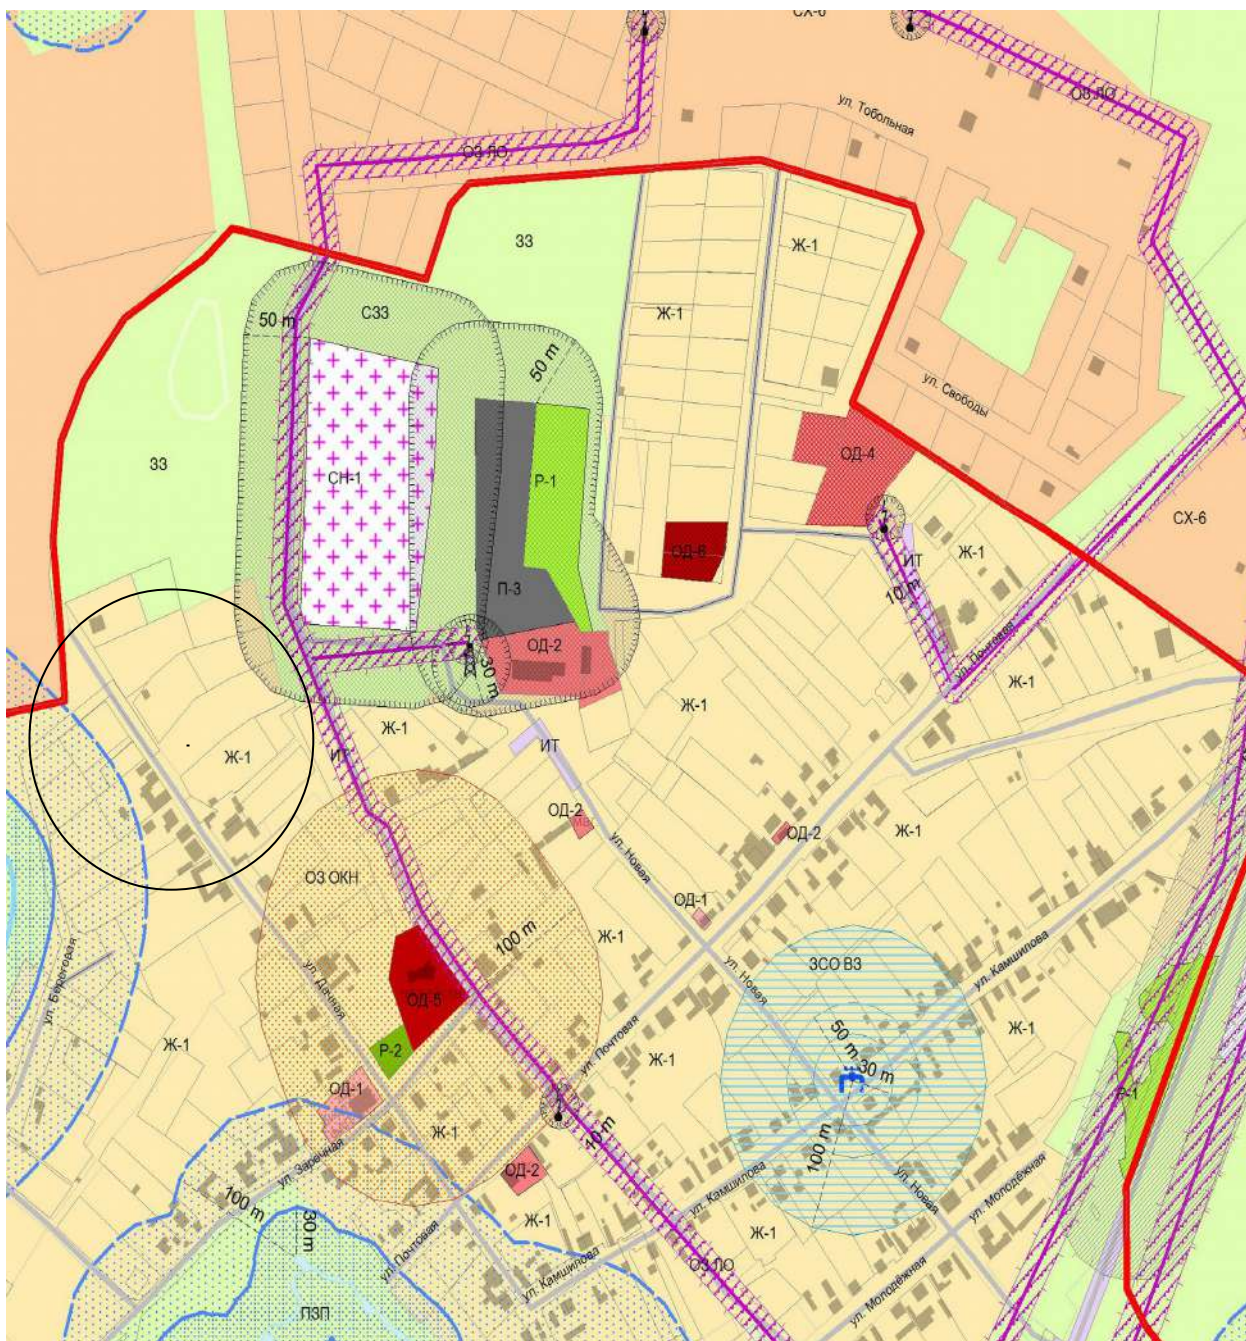 СХ-6
ОЗ ЛО
ул. Тобольная
ОЗ ЛО
ЗЗ
Ж-1
Ж-1
СЗЗ
50 m
50 m
ул. Свободы
ЗЗ
СН-1
Р-1
ОД-4
СХ-6
ОД-6
Ж-1
ИТ
10 m
П-3
ОД-2
30 m
ул. Почтовая
Ж-1
Ж-1
Ж-1
Ж-1
ИТ
ИТ
ОД-2
ОД-2
Ж-1
ул. Новая
ОЗ ОКН
ОД-1
100 m
Ж-1
ЗСО ВЗ
ул. Камшилова
ул. Береговая
ул. Дачная
ОД-5
ул. Новая
Ж-1
Ж-1
Р-2
ул. Почтовая
Ж-1
50 m
30 m
ОД-1
Р-1
40 m
Ж-1
100 m
ул. Заречная
ОД-2
ул. Камшилова
ул. Новая
ул. Молодёжная
100 m
30 m
Ж-1
Ж-1
ул. Почтовая
ул. Камшилова
ОЗ ЛО
ул. Молодёжная
ПЗП